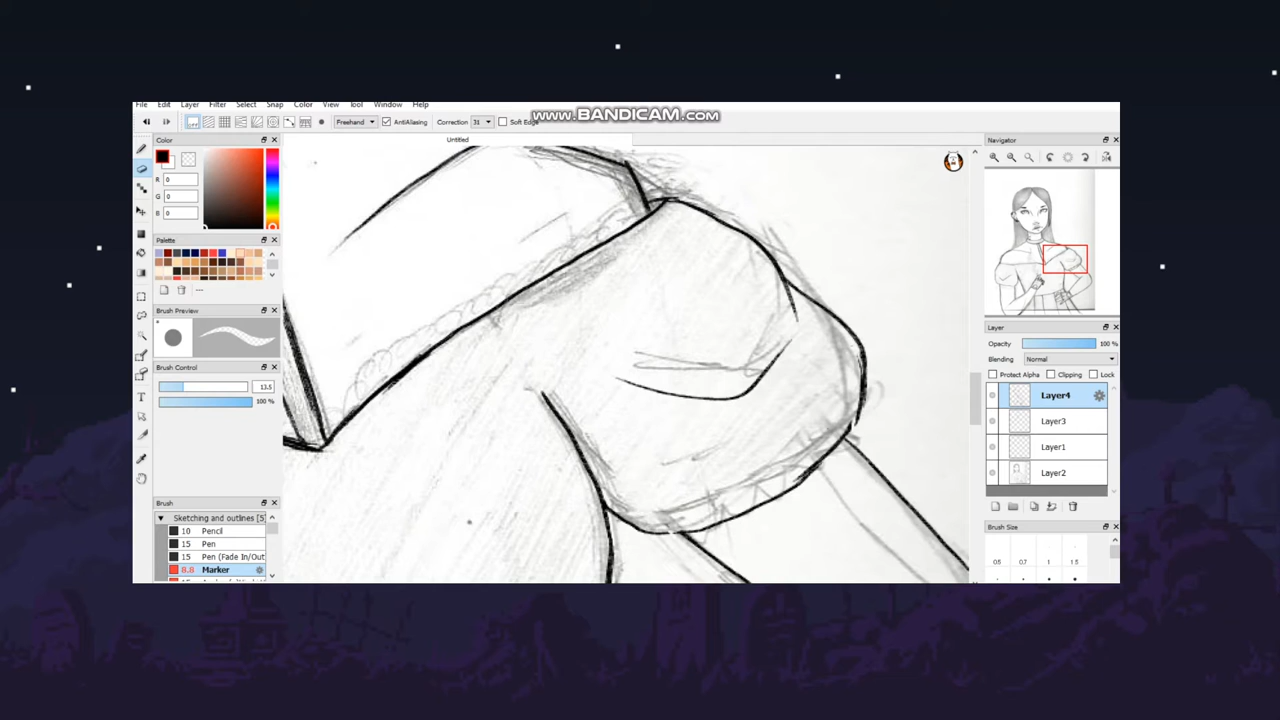 File Edit Layer Filter Select Snap Color View Tool Window Help
www.BANDICAM.com
OFF Freehand AntiAliasing Correction 31 Soft Edge
Color
Untitled
Navigator
R 0
G 0
B 0
Palette
---
Brush Preview
Brush Control
13.5
100 %
Brush
Sketching and outlines [5]
10 Pencil
15 Pen
15 Pen (Fade In/Out
8.8 Marker
Layer
Opacity 100 %
Blending Normal
Protect Alpha Clipping Lock
Layer4
Layer3
Layer1
Layer2
Brush Size
0.5 0.7 1 1.5